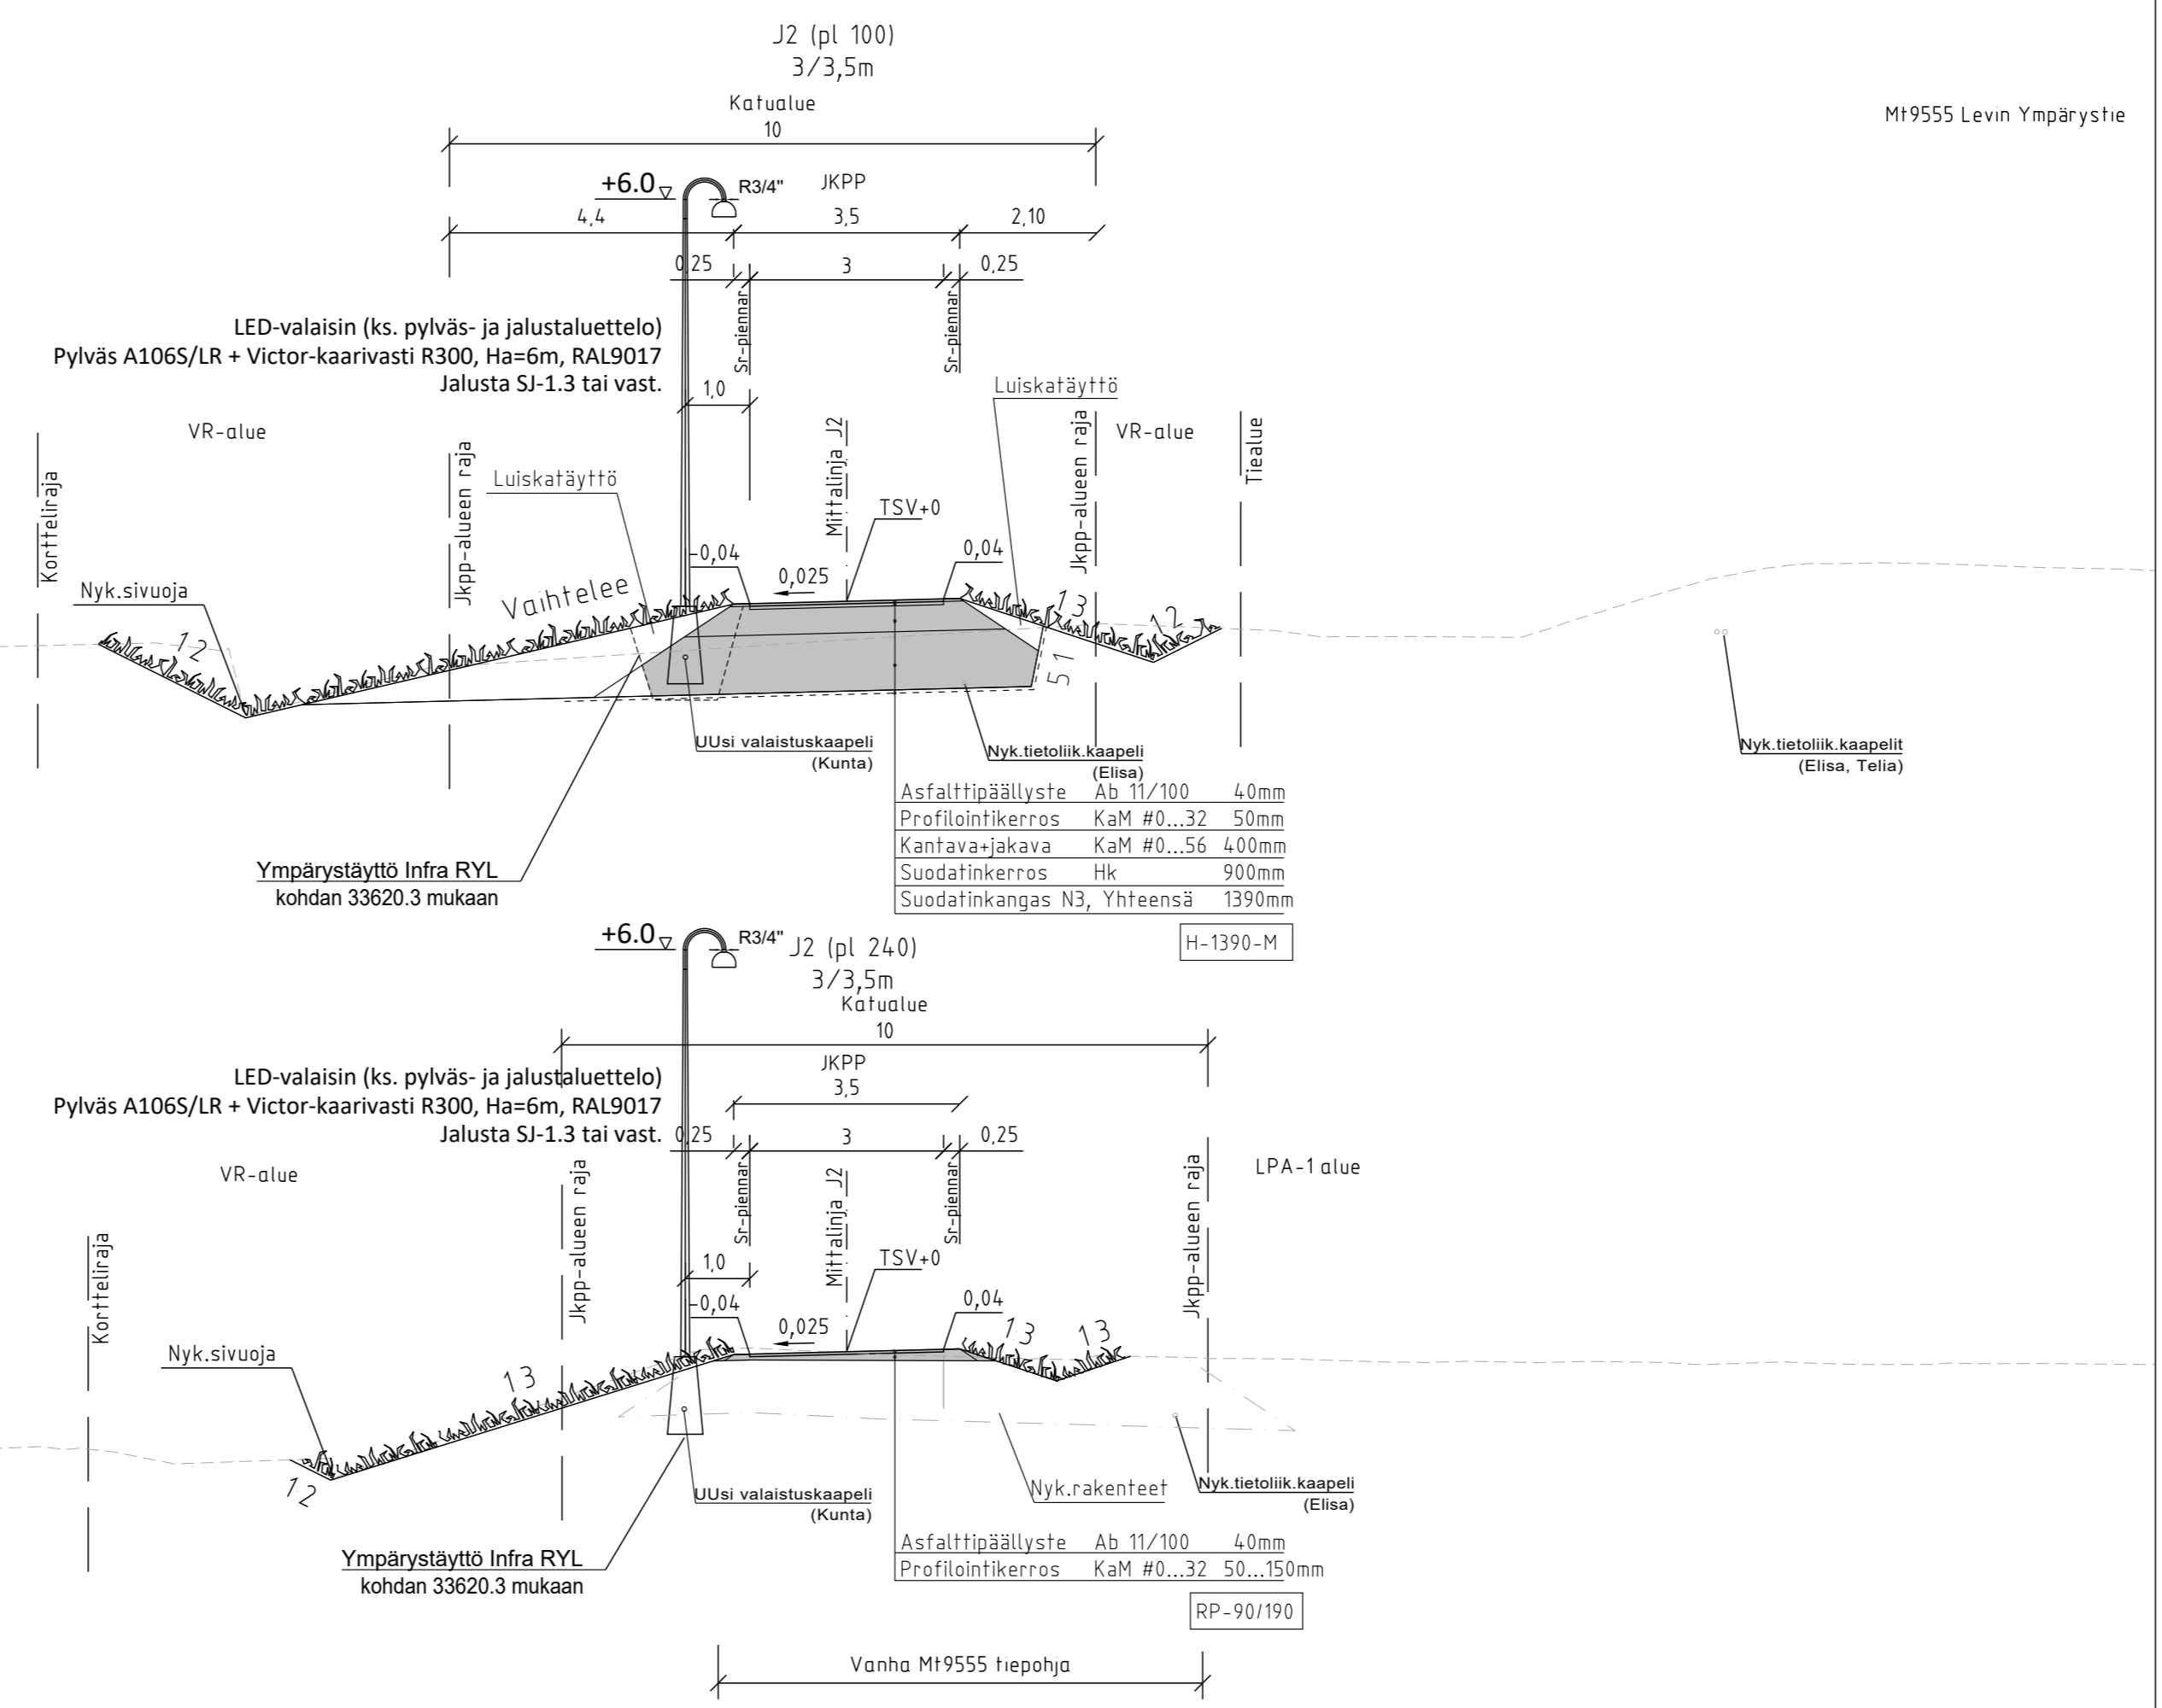 J2 (pl 100)
3/3,5m
Katualue
10
Mt9555 Levin Ympärystie
+6.0
R3/4"
JKPP
4,4
3,5
2,10
0,25
3
0,25
Sr-piennar
Sr-piennar
LED-valaisin (ks. pylväs- ja jalustaluettelo)
Pylväs A106S/LR + Victor-kaarivasti R300, Ha=6m, RAL9017
Jalusta SJ-1.3 tai vast.
1,0
Luiskatäyttö
VR-alue
VR-alue
Kortteliraja
Jkpp-alueen raja
Luiskatäyttö
Mittalinja J2
Jkpp-alueen raja
Tiealue
TSV+0
-0,04
0,04
0,025
Nyk.sivuoja
Vaihtelee
1:2
1:3
1:2
5:1
UUsi valaistuskaapeli
(Kunta)
Nyk.tietoliik.kaapeli
(Elisa)
Nyk.tietoliik.kaapelit
(Elisa, Telia)
Asfalttipäällyste Ab 11/100 40mm
Profilointikerros KaM #0...32 50mm
Kantava+jakava KaM #0...56 400mm
Suodatinkerros Hk 900mm
Suodatinkangas N3, Yhteensä 1390mm
Ympärystäyttö Infra RYL
kohdan 33620.3 mukaan
H-1390-M
+6.0
R3/4"
J2 (pl 240)
3/3,5m
Katualue
10
JKPP
3,5
LED-valaisin (ks. pylväs- ja jalustaluettelo)
Pylväs A106S/LR + Victor-kaarivasti R300, Ha=6m, RAL9017
Jalusta SJ-1.3 tai vast.
0,25
3
0,25
Sr-piennar
Sr-piennar
VR-alue
LPA-1 alue
Kortteliraja
Jkpp-alueen raja
Mittalinja J2
Jkpp-alueen raja
1,0
TSV+0
-0,04
0,04
0,025
Nyk.sivuoja
1:3
1:3
1:3
1:2
UUsi valaistuskaapeli
(Kunta)
Nyk.rakenteet
Nyk.tietoliik.kaapeli
(Elisa)
Asfalttipäällyste Ab 11/100 40mm
Profilointikerros KaM #0...32 50...150mm
Ympärystäyttö Infra RYL
kohdan 33620.3 mukaan
RP-90/190
Vanha Mt9555 tiepohja